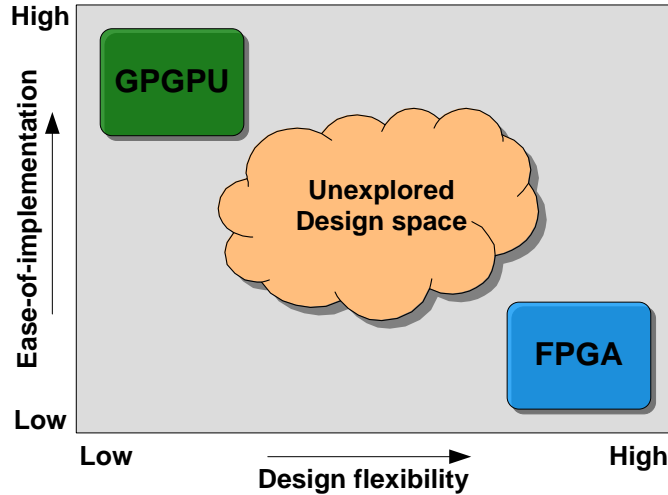 High
GPGPU
Unexplored
Design space
Ease-of-implementation
FPGA
Low
Low
High
Design flexibility